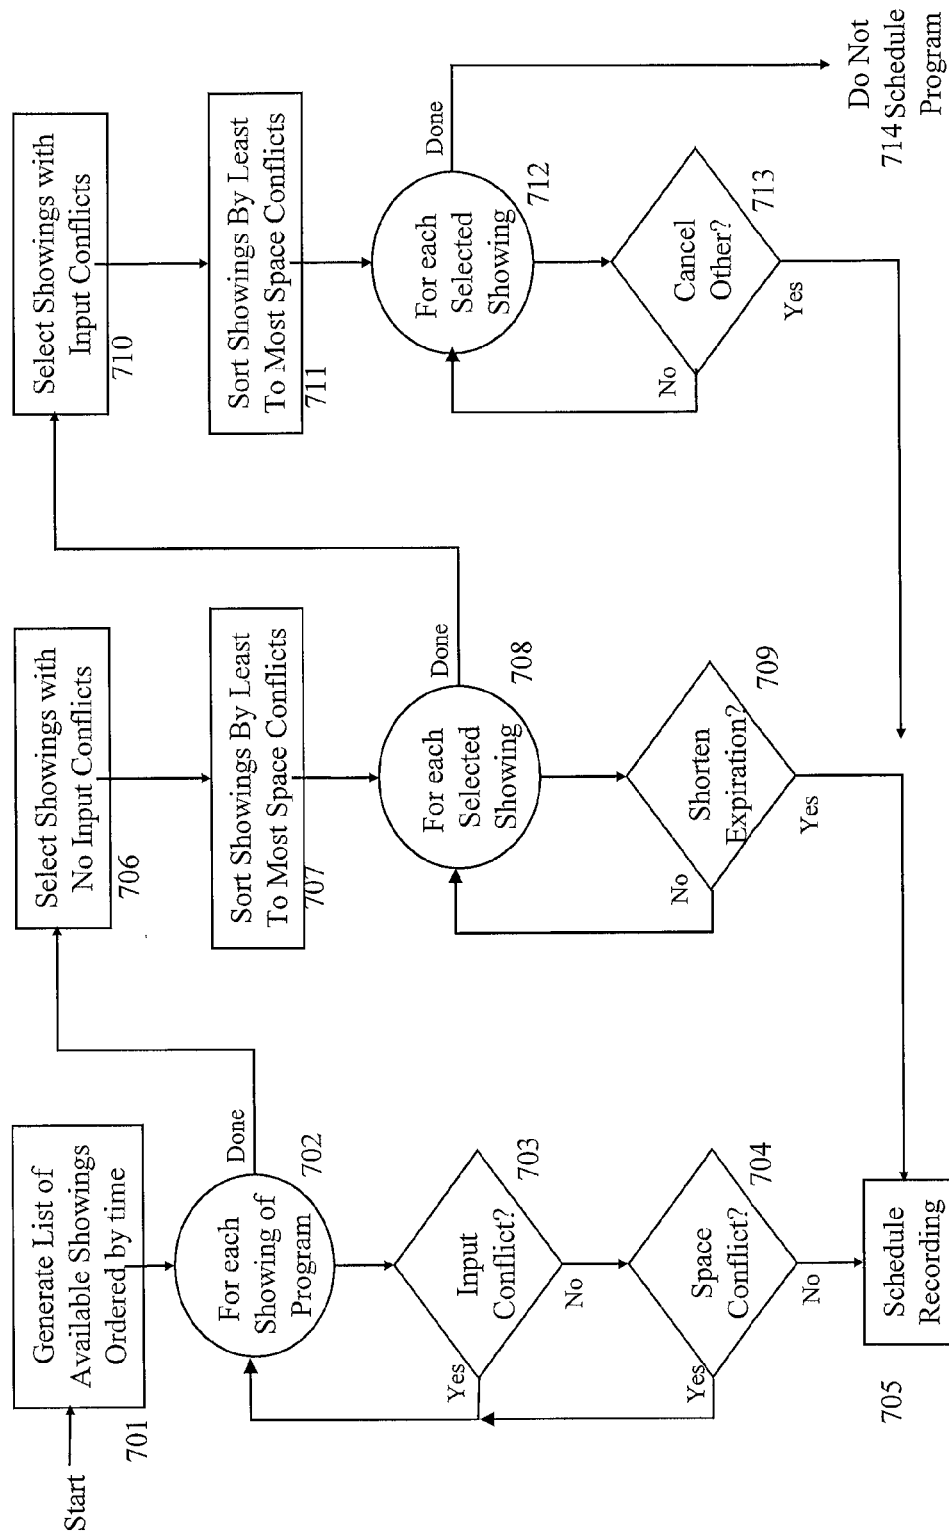 Start
Generate List of
Available Showings
Ordered by time
701
For each
Showing of
Program
702
Done
Input
Conflict?
703
Yes
No
Space
Conflict?
704
Yes
No
Schedule
Recording
705
Select Showings with
No Input Conflicts
706
Sort Showings By Least
To Most Space Conflicts
707
For each
Selected
Showing
708
Done
Shorten
Expiration?
709
No
Yes
Select Showings with
Input Conflicts
710
Sort Showings By Least
To Most Space Conflicts
711
For each
Selected
Showing
712
Done
Cancel
Other?
713
No
Yes
Do Not
714 Schedule
Program